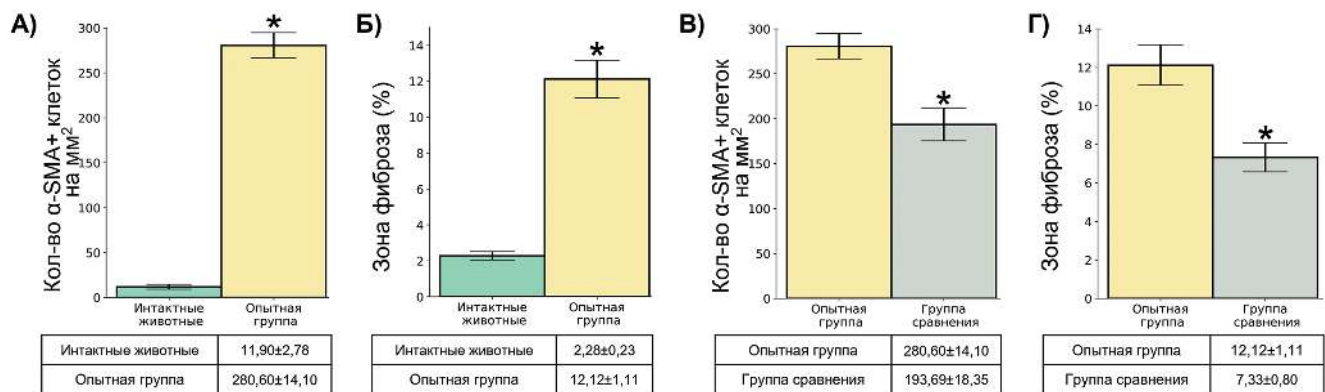 А)
Кол-во α-SMA+ клеток
на мм²
300
250
200
150
100
50
0
*
Интактные
животные
Опытная
группа
Интактные животные 11,90±2,78
Опытная группа 280,60±14,10
Б)
Зона фиброза (%)
14
12
10
8
6
4
2
0
*
Интактные
животные
Опытная
группа
Интактные животные 2,28±0,23
Опытная группа 12,12±1,11
В)
Кол-во α-SMA+ клеток
на мм²
300
250
200
150
100
50
0
*
Опытная
группа
Группа
сравнения
Опытная группа 280,60±14,10
Группа сравнения 193,69±18,35
Г)
Зона фиброза (%)
14
12
10
8
6
4
2
0
*
Опытная
группа
Группа
сравнения
Опытная группа 12,12±1,11
Группа сравнения 7,33±0,80